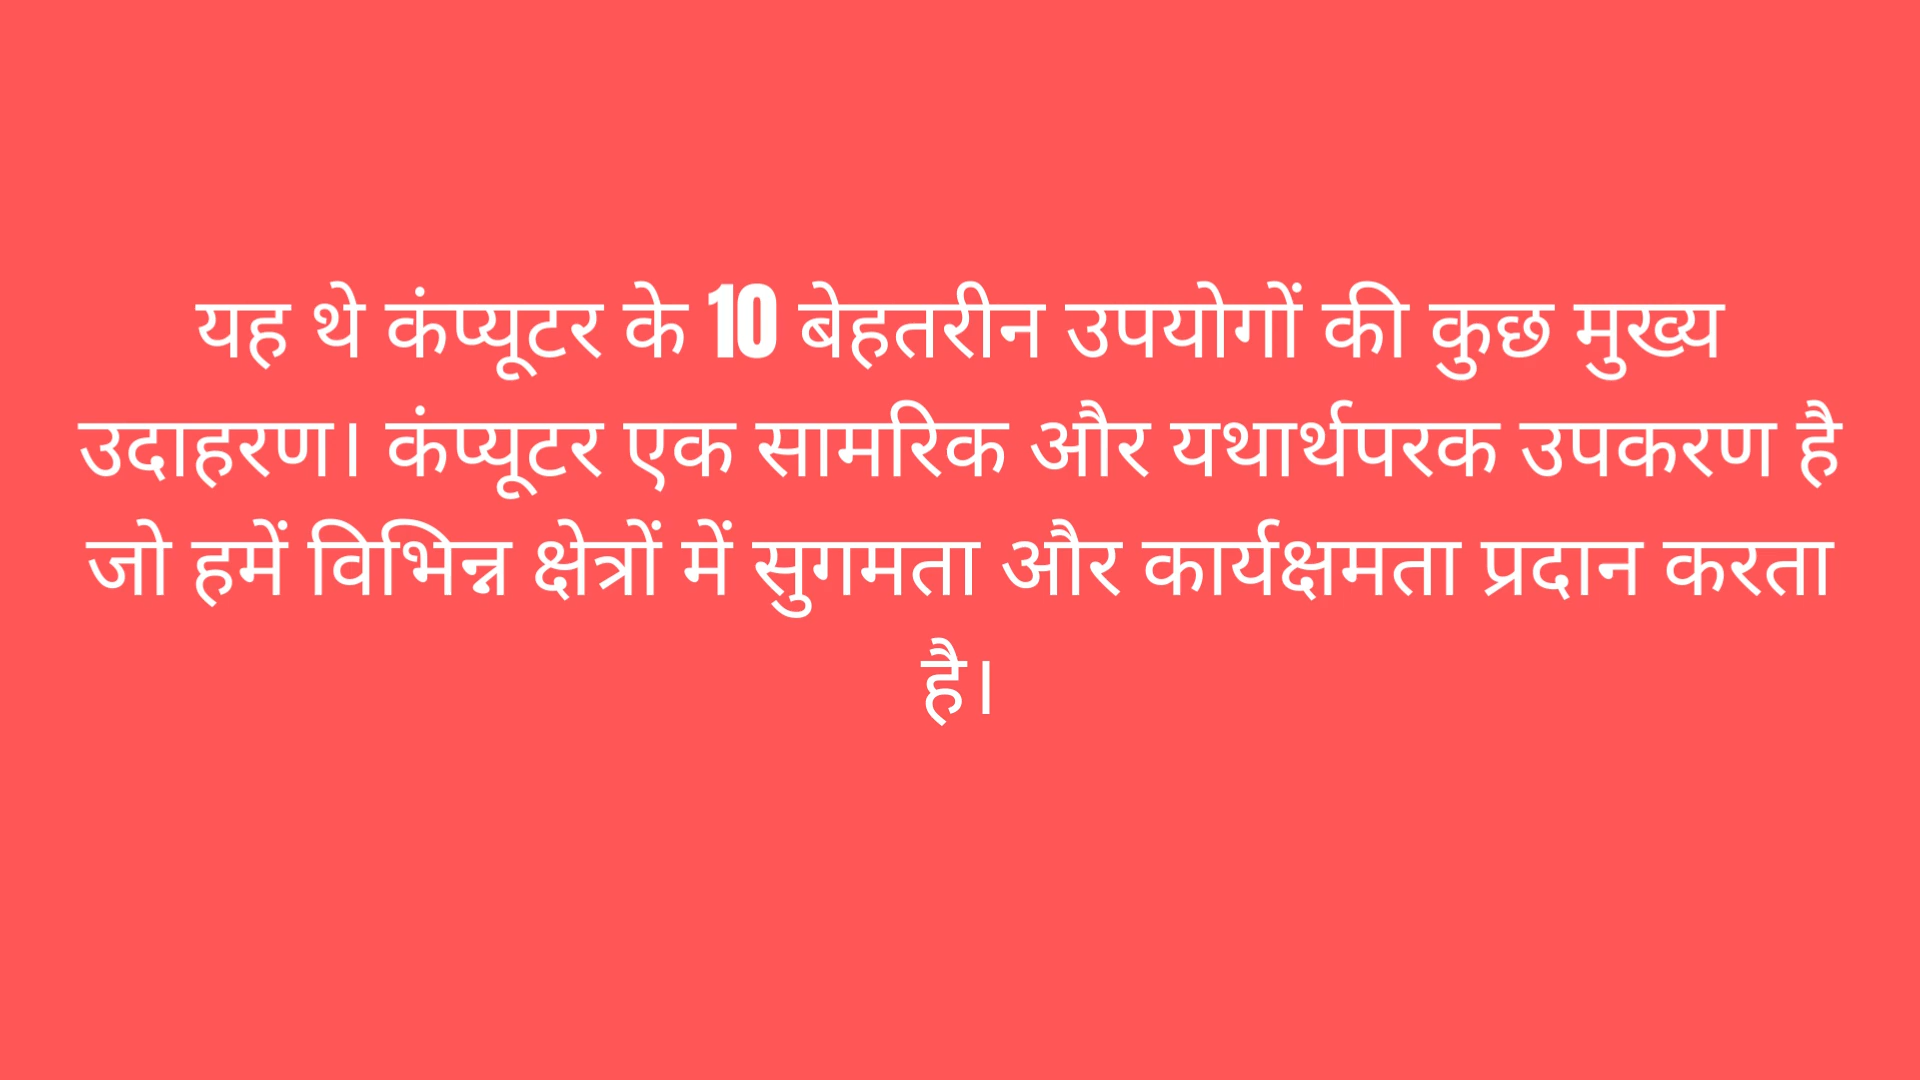 यह थे कंप्यूटर के 10 बेहतरीन उपयोगों की कुछ मुख्य
उदाहरण। कंप्यूटर एक सामरिक और यथार्थपरक उपकरण है
जो हमें विभिन्न क्षेत्रों में सुगमता और कार्यक्षमता प्रदान करता
है।